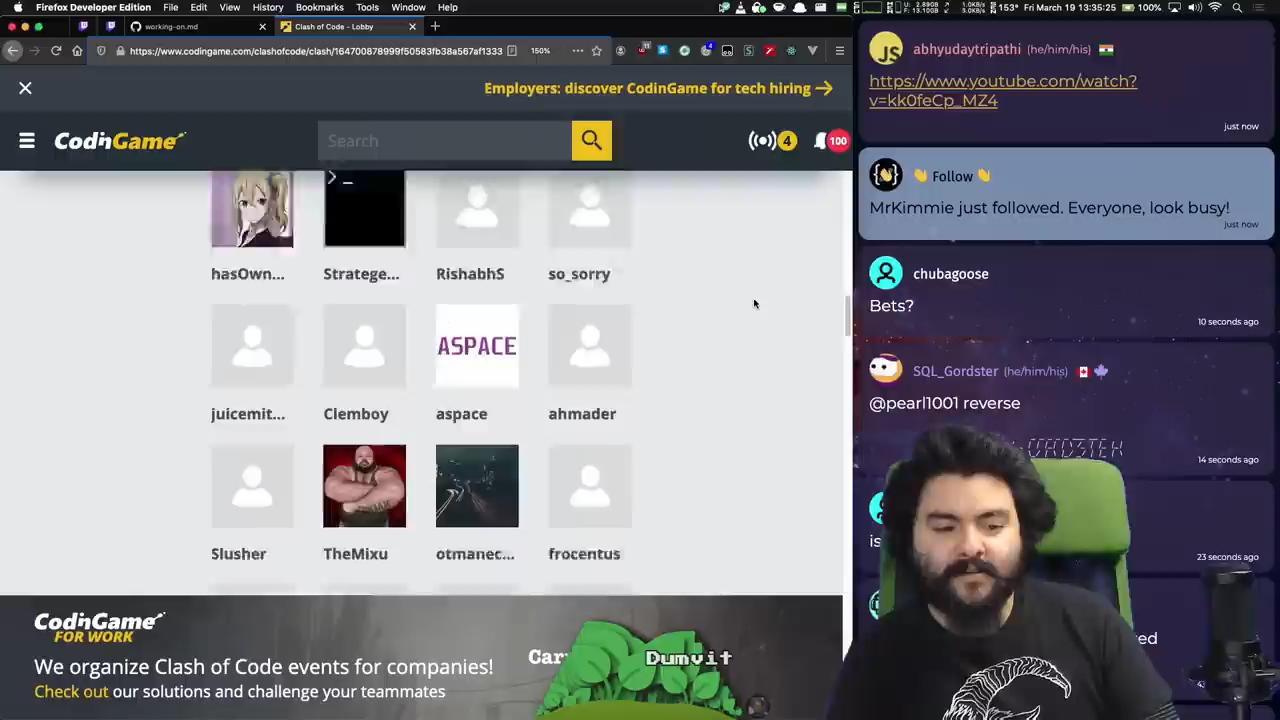 Firefox Developer Edition File Edit View History Bookmarks Tools Window Help
Fri March 19 13:35:25
100%
153%
working-on.md
Clash of Code - Lobby
https://www.codingame.com/clashofcode/clash/164700878999f50583fb38a567af1333
150%
Employers: discover CodinGame for tech hiring
CodinGame
Search
4
100
hasOwn...
Stratege...
RishabhS
so_sorry
ASPACE
juicemit...
Clemboy
aspace
ahmader
Slusher
TheMixu
otmanec...
frocentus
CodinGame
FOR WORK
We organize Clash of Code events for companies!
Check out our solutions and challenge your teammates
Dumvit
JS
abhyudaytripathi (he/him/his)
https://www.youtube.com/watch?
v=kk0feCp_MZ4
just now
Follow
MrKimmie just followed. Everyone, look busy!
just now
chubagoose
Bets?
10 seconds ago
SQL_Gordster (he/him/his)
@pearl1001 reverse
14 seconds ago
is
23 seconds ago